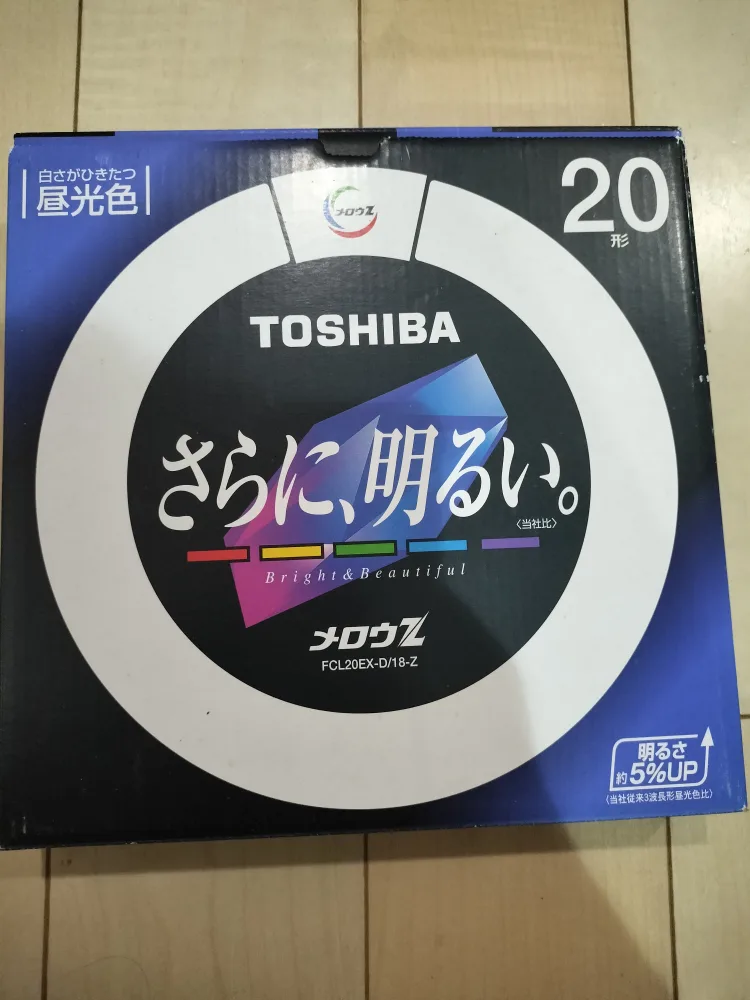 白さがひきたつ
昼光色
20
形
メロウZ
TOSHIBA
さらに、明るい。
〈当社比〉
Bright&Beautiful
メロウZ
FCL20EX-D/18-Z
明るさ
約5%UP
(当社従来3波長形昼光色比)